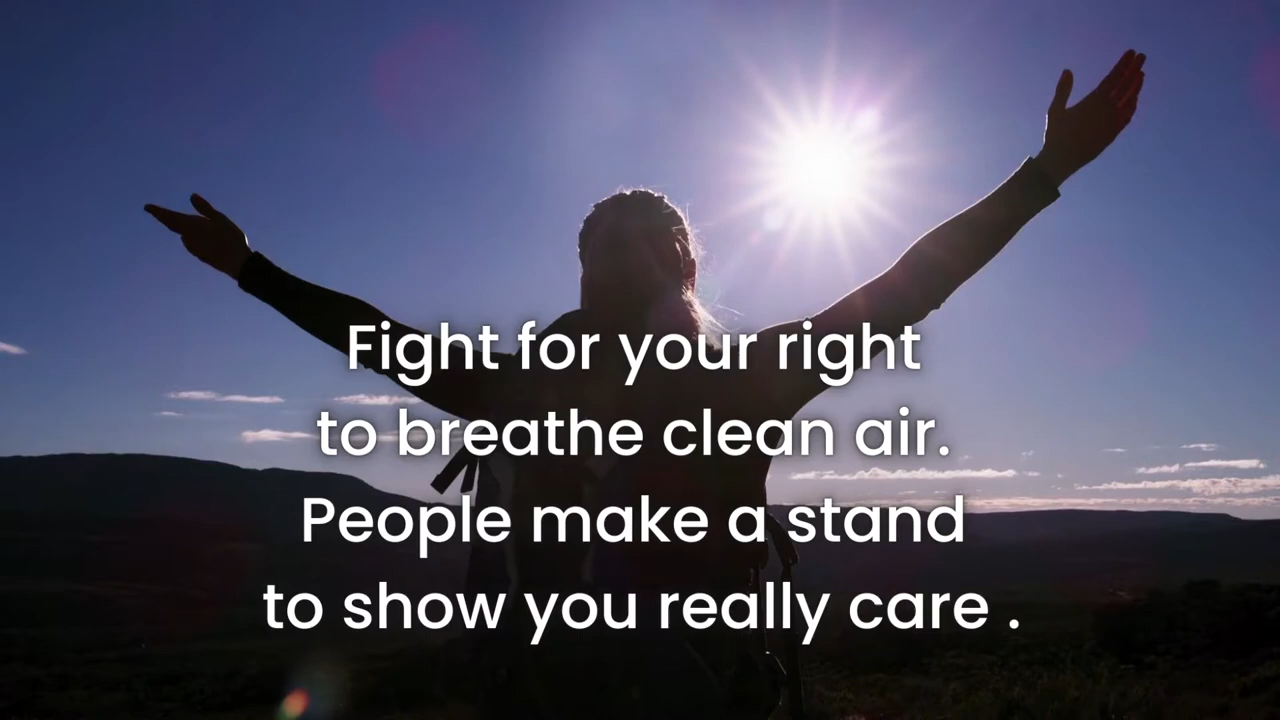 Fight for your right
to breathe clean air.
People make a stand
to show you really care .